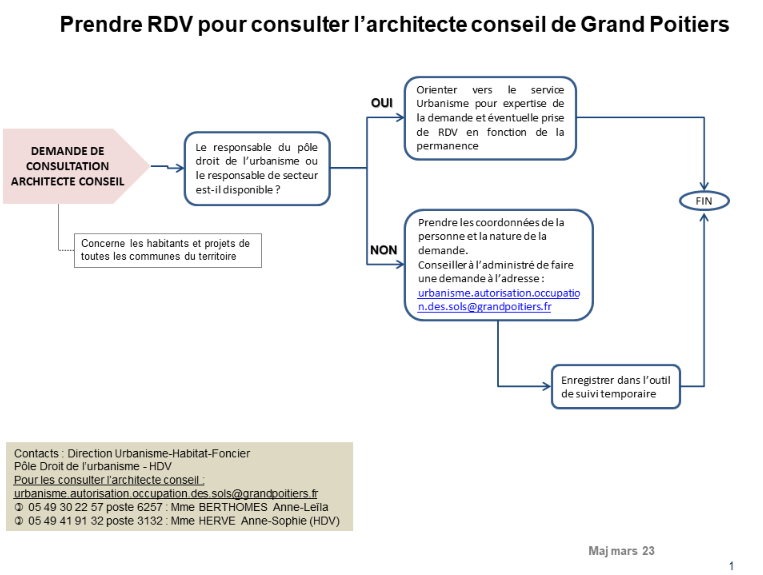 Prendre RDV pour consulter l’architecte conseil de Grand Poitiers
OUI
Orienter vers le service
Urbanisme pour expertise de
la demande et éventuelle prise
de RDV en fonction de la
permanence
DEMANDE DE
CONSULTATION
ARCHITECTE CONSEIL
Le responsable du pôle
droit de l’urbanisme ou
le responsable de secteur
est-il disponible ?
FIN
Concerne les habitants et projets de
toutes les communes du territoire
NON
Prendre les coordonnées de la
personne et la nature de la
demande.
Conseiller à l’administré de faire
une demande à l’adresse :
urbanisme.autorisation.occupatio
n.des.sols@grandpoitiers.fr
Enregistrer dans l’outil
de suivi temporaire
Contacts : Direction Urbanisme-Habitat-Foncier
Pôle Droit de l’urbanisme - HDV
Pour les consulter l’architecte conseil :
urbanisme.autorisation.occupation.des.sols@grandpoitiers.fr
05 49 30 22 57 poste 6257 : Mme BERTHOMES Anne-Leïla
05 49 41 91 32 poste 3132 : Mme HERVE Anne-Sophie (HDV)
Maj mars 23
1